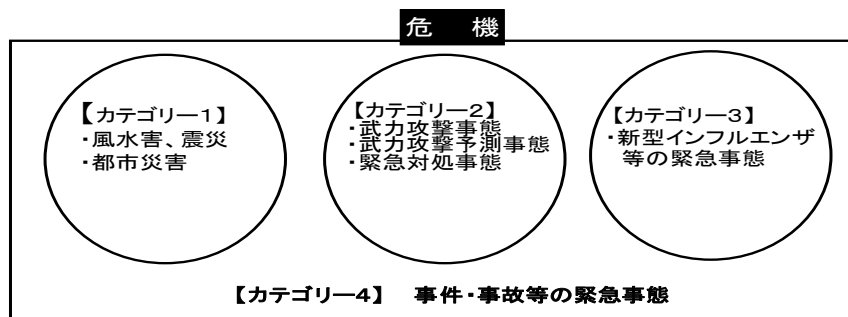 危 機
【カテゴリー1】
・風水害、震災
・都市災害
【カテゴリー2】
・武力攻撃事態
・武力攻撃予測事態
・緊急対処事態
【カテゴリー3】
・新型インフルエンザ
等の緊急事態
【カテゴリー4】 事件・事故等の緊急事態